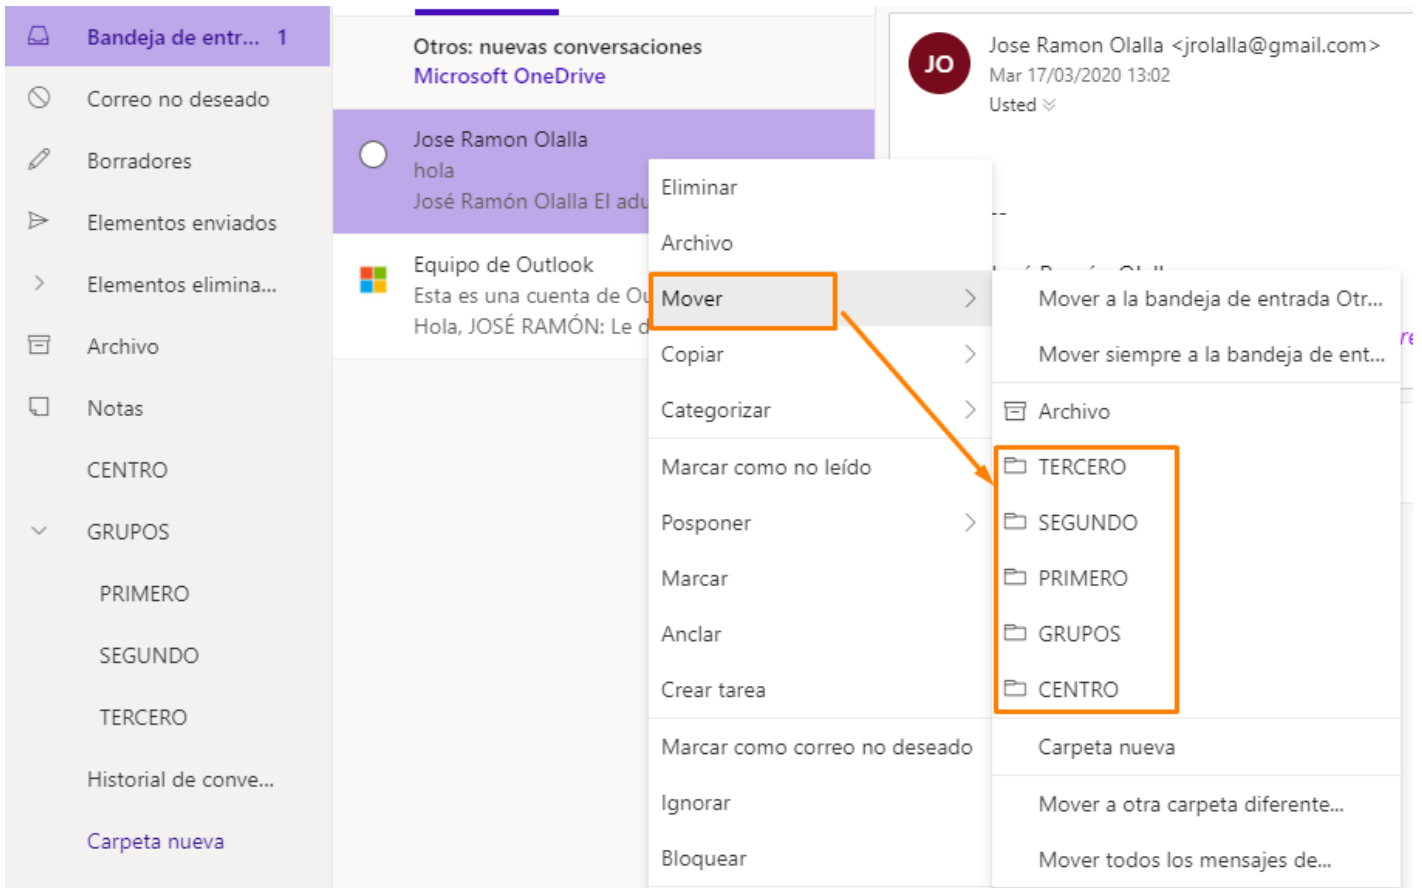 Bandeja de entr... 1
Correo no deseado
Borradores
Elementos enviados
Elementos elimina...
Archivo
Notas
CENTRO
GRUPOS
PRIMERO
SEGUNDO
TERCERO
Historial de conve...
Carpeta nueva
Otros: nuevas conversaciones
Microsoft OneDrive
Jose Ramon Olalla
hola
José Ramón Olalla El adu
Equipo de Outlook
Esta es una cuenta de Ou
Hola, JOSÉ RAMÓN: Le d
JO
Jose Ramon Olalla <jrolalla@gmail.com>
Mar 17/03/2020 13:02
Usted
--
Eliminar
Archivo
Mover
Copiar
Categorizar
Marcar como no leído
Posponer
Marcar
Anclar
Crear tarea
Marcar como correo no deseado
Ignorar
Bloquear
Mover a la bandeja de entrada Otr...
Mover siempre a la bandeja de ent...
Archivo
TERCERO
SEGUNDO
PRIMERO
GRUPOS
CENTRO
Carpeta nueva
Mover a otra carpeta diferente...
Mover todos los mensajes de...